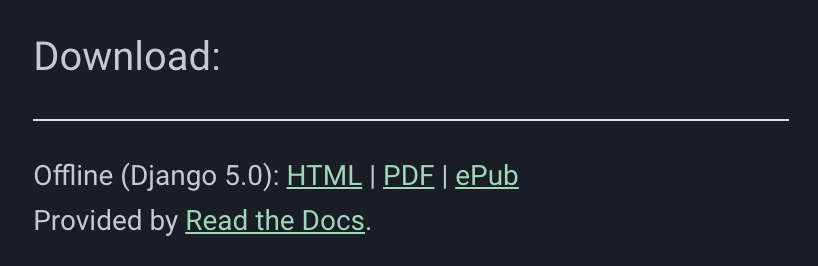 Download:
Offline (Django 5.0): HTML | PDF | ePub
Provided by Read the Docs.